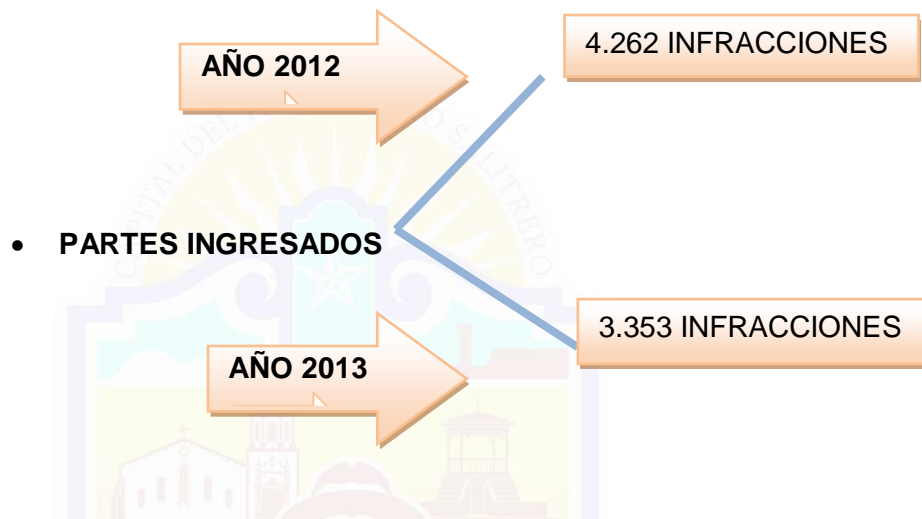 AÑO 2012
4.262 INFRACCIONES
• PARTES INGRESADOS
3.353 INFRACCIONES
AÑO 2013